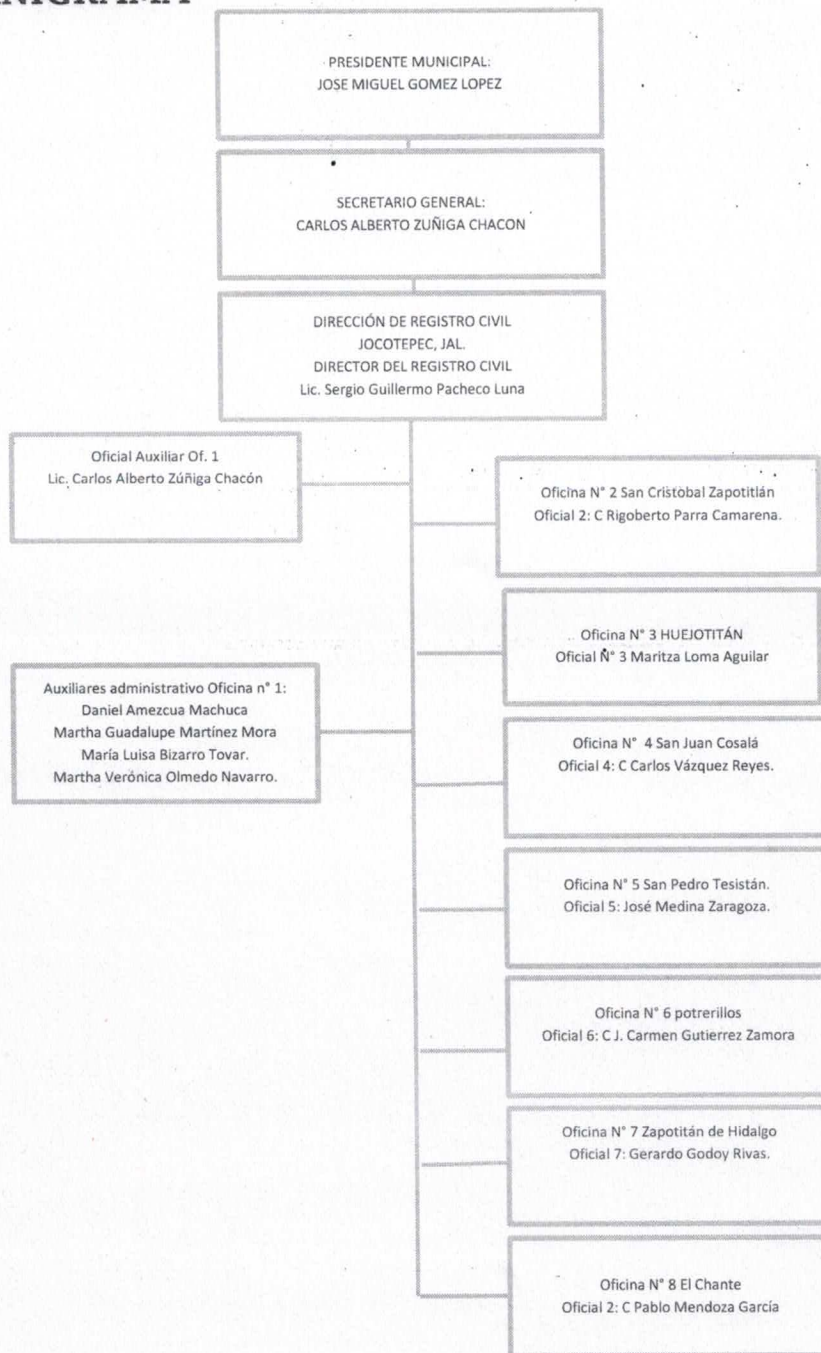 PRESIDENTE MUNICIPAL:
JOSE MIGUEL GOMEZ LOPEZ
SECRETARIO GENERAL:
CARLOS ALBERTO ZUÑIGA CHACON
DIRECCIÓN DE REGISTRO CIVIL
JOCOTEPEC, JAL.
DIRECTOR DEL REGISTRO CIVIL
Lic. Sergio Guillermo Pacheco Luna
Oficial Auxiliar Of. 1
Lic. Carlos Alberto Zúñiga Chacón
Oficina N° 2 San Cristobal Zapotitlán
Oficial 2: C Rigoberto Parra Camarena.
Oficina N° 3 HUEJOTITÁN
Oficial N° 3 Maritza Loma Aguilar
Auxiliares administrativo Oficina n° 1:
Daniel Amezcua Machuca
Martha Guadalupe Martínez Mora
María Luisa Bizarro Tovar.
Martha Verónica Olmedo Navarro.
Oficina N° 4 San Juan Cosalá
Oficial 4: C Carlos Vázquez Reyes.
Oficina N° 5 San Pedro Tesistán.
Oficial 5: José Medina Zaragoza.
Oficina N° 6 potrerillos
Oficial 6: C J. Carmen Gutierrez Zamora
Oficina N° 7 Zapotitán de Hidalgo
Oficial 7: Gerardo Godoy Rivas.
Oficina N° 8 El Chante
Oficial 2: C Pablo Mendoza García